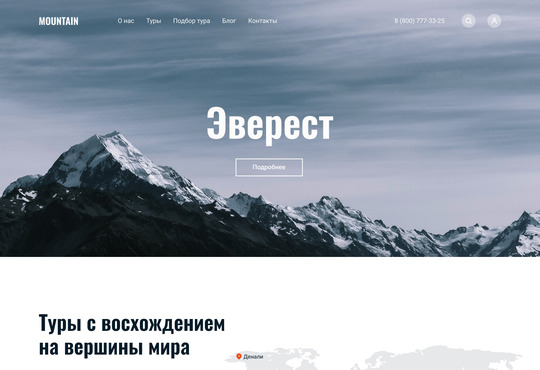 MOUNTAIN
О нас
Туры
Подбор тура
Блог
Контакты
8 (800) 777-32-25
Эверест
Подробнее
Туры с восхождением
на вершины мира
Денали